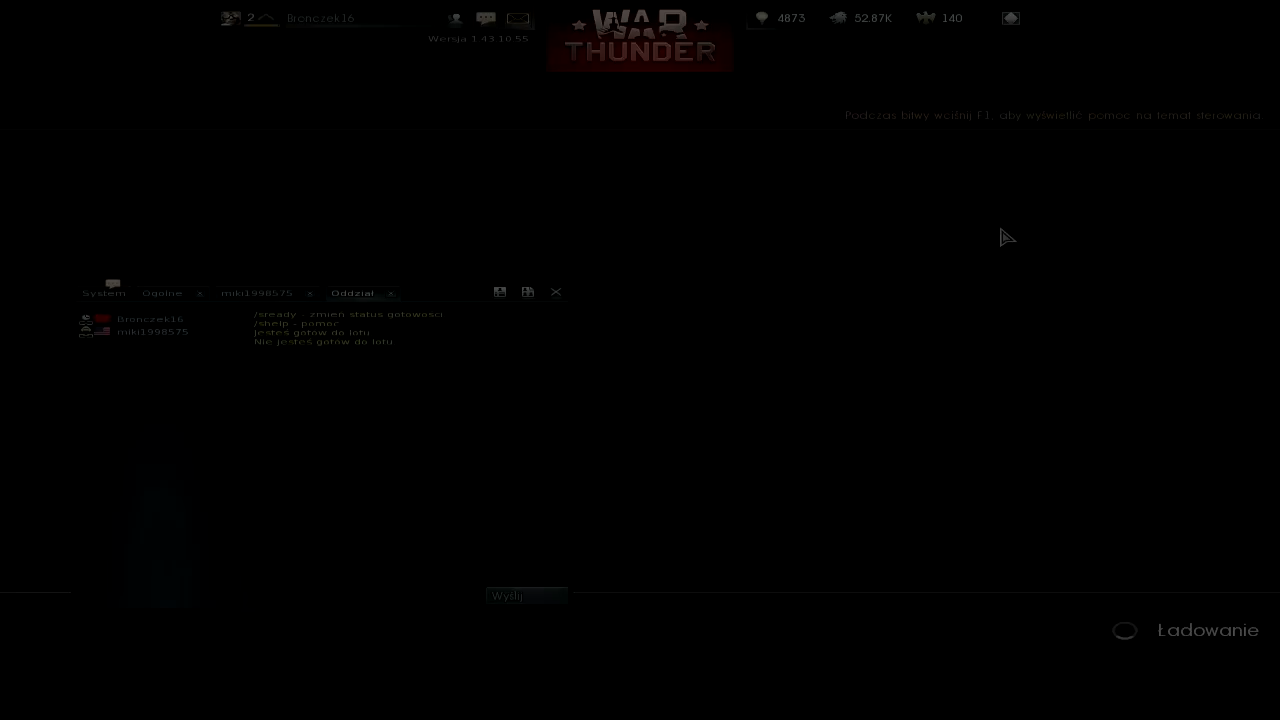 2 Bronczek16
4873 52.87K 140
Wersja 1.43.10.55
WAR
THUNDER
Podczas bitwy wciśnij F1, aby wyświetlić pomoc na temat sterowania.
System Ogólne x miki1998575 x Oddział x
Bronczek16
miki1998575
/sready - zmień status gotowości
/shelp - pomoc
Jesteś gotów do lotu
Nie jesteś gotów do lotu
Wyślij
Ładowanie